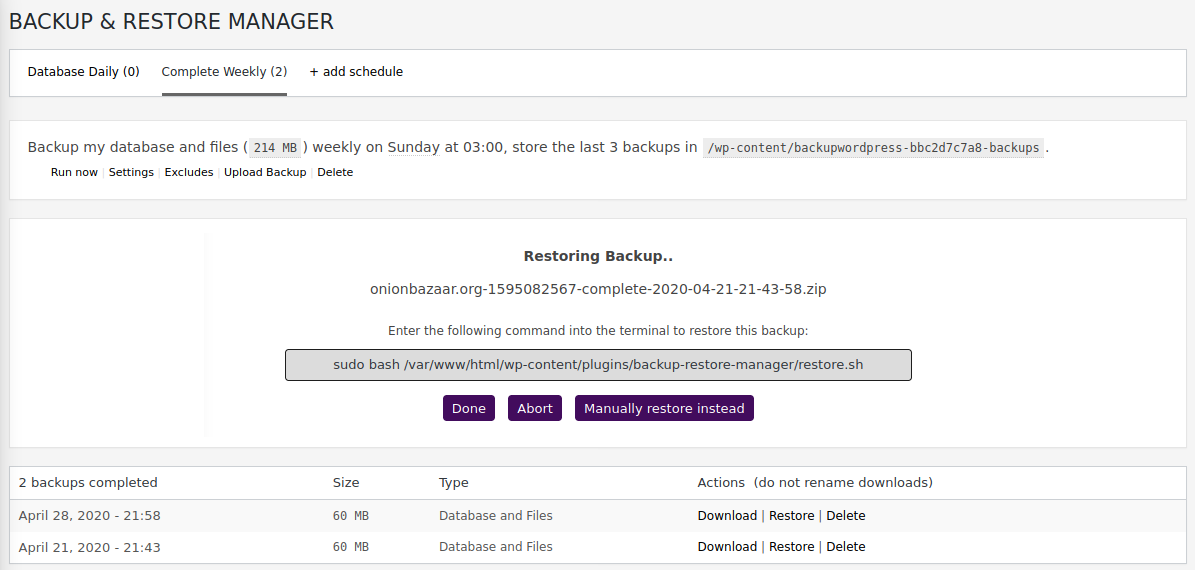 BACKUP & RESTORE MANAGER
Database Daily (0) Complete Weekly (2) + add schedule
Backup my database and files ( 214 MB ) weekly on Sunday at 03:00, store the last 3 backups in /wp-content/backupwordpress-bbc2d7c7a8-backups .
Run now | Settings | Excludes | Upload Backup | Delete
Restoring Backup..
onionbazaar.org-1595082567-complete-2020-04-21-21-43-58.zip
Enter the following command into the terminal to restore this backup:
sudo bash /var/www/html/wp-content/plugins/backup-restore-manager/restore.sh
Done Abort Manually restore instead
2 backups completed Size Type Actions (do not rename downloads)
April 28, 2020 - 21:58 60 MB Database and Files Download | Restore | Delete
April 21, 2020 - 21:43 60 MB Database and Files Download | Restore | Delete